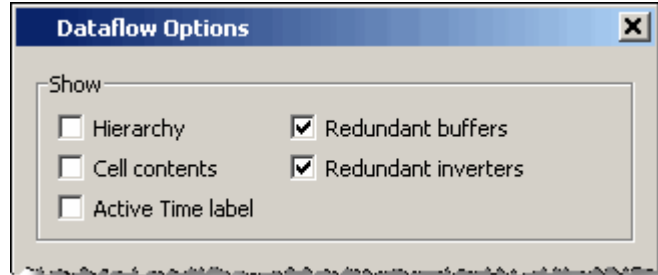 Dataflow Options
Show
Hierarchy
Redundant buffers
Cell contents
Redundant inverters
Active Time label